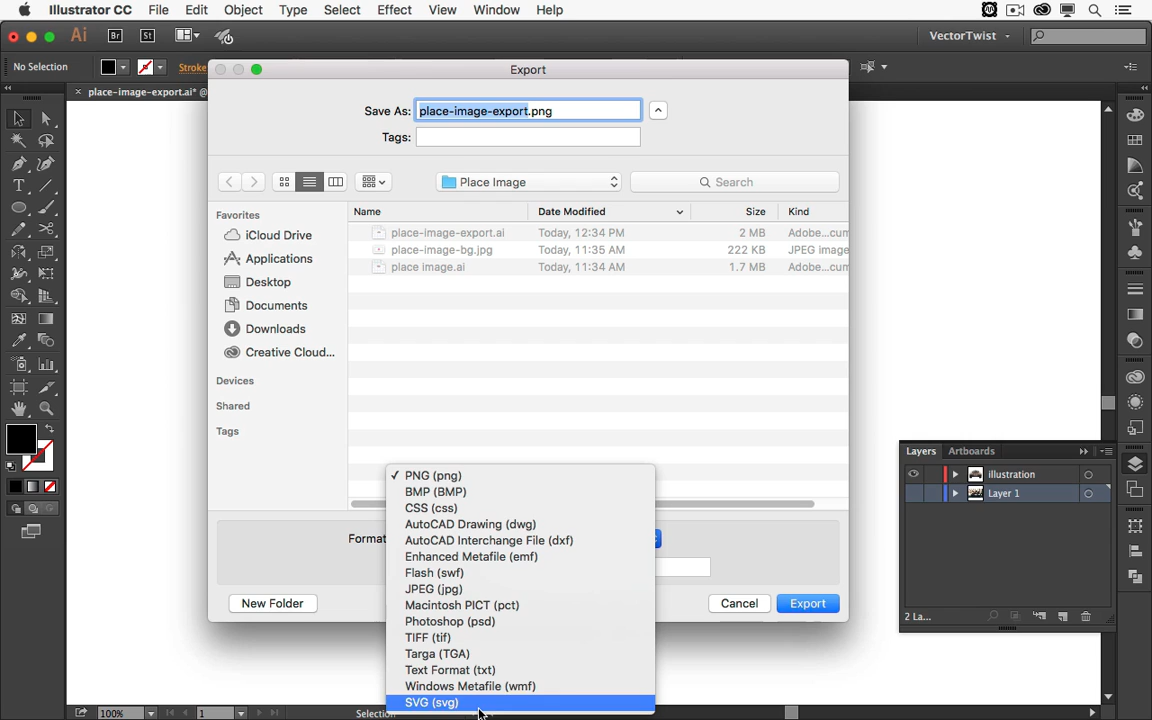 Illustrator CC File Edit Object Type Select Effect View Window Help
Ai Br St VectorTwist
No Selection Stroke Export
× place-image-export.ai* @
Save As: place-image-export.png
Tags:
Place Image Search
Favorites
iCloud Drive
Applications
Desktop
Documents
Downloads
Creative Cloud...
Devices
Shared
Tags
Name Date Modified Size Kind
place-image-export.ai Today, 12:34 PM 2 MB Adobe...cum
place-image-bg.jpg Today, 11:35 AM 222 KB JPEG image
place image.ai Today, 11:34 AM 1.7 MB Adobe...cum
Format
✓ PNG (png)
BMP (BMP)
CSS (css)
AutoCAD Drawing (dwg)
AutoCAD Interchange File (dxf)
Enhanced Metafile (emf)
Flash (swf)
JPEG (jpg)
Macintosh PICT (pct)
Photoshop (psd)
TIFF (tif)
Targa (TGA)
Text Format (txt)
Windows Metafile (wmf)
SVG (svg)
New Folder Cancel Export
Layers Artboards
illustration
Layer 1
2 La...
100% 1 Selection